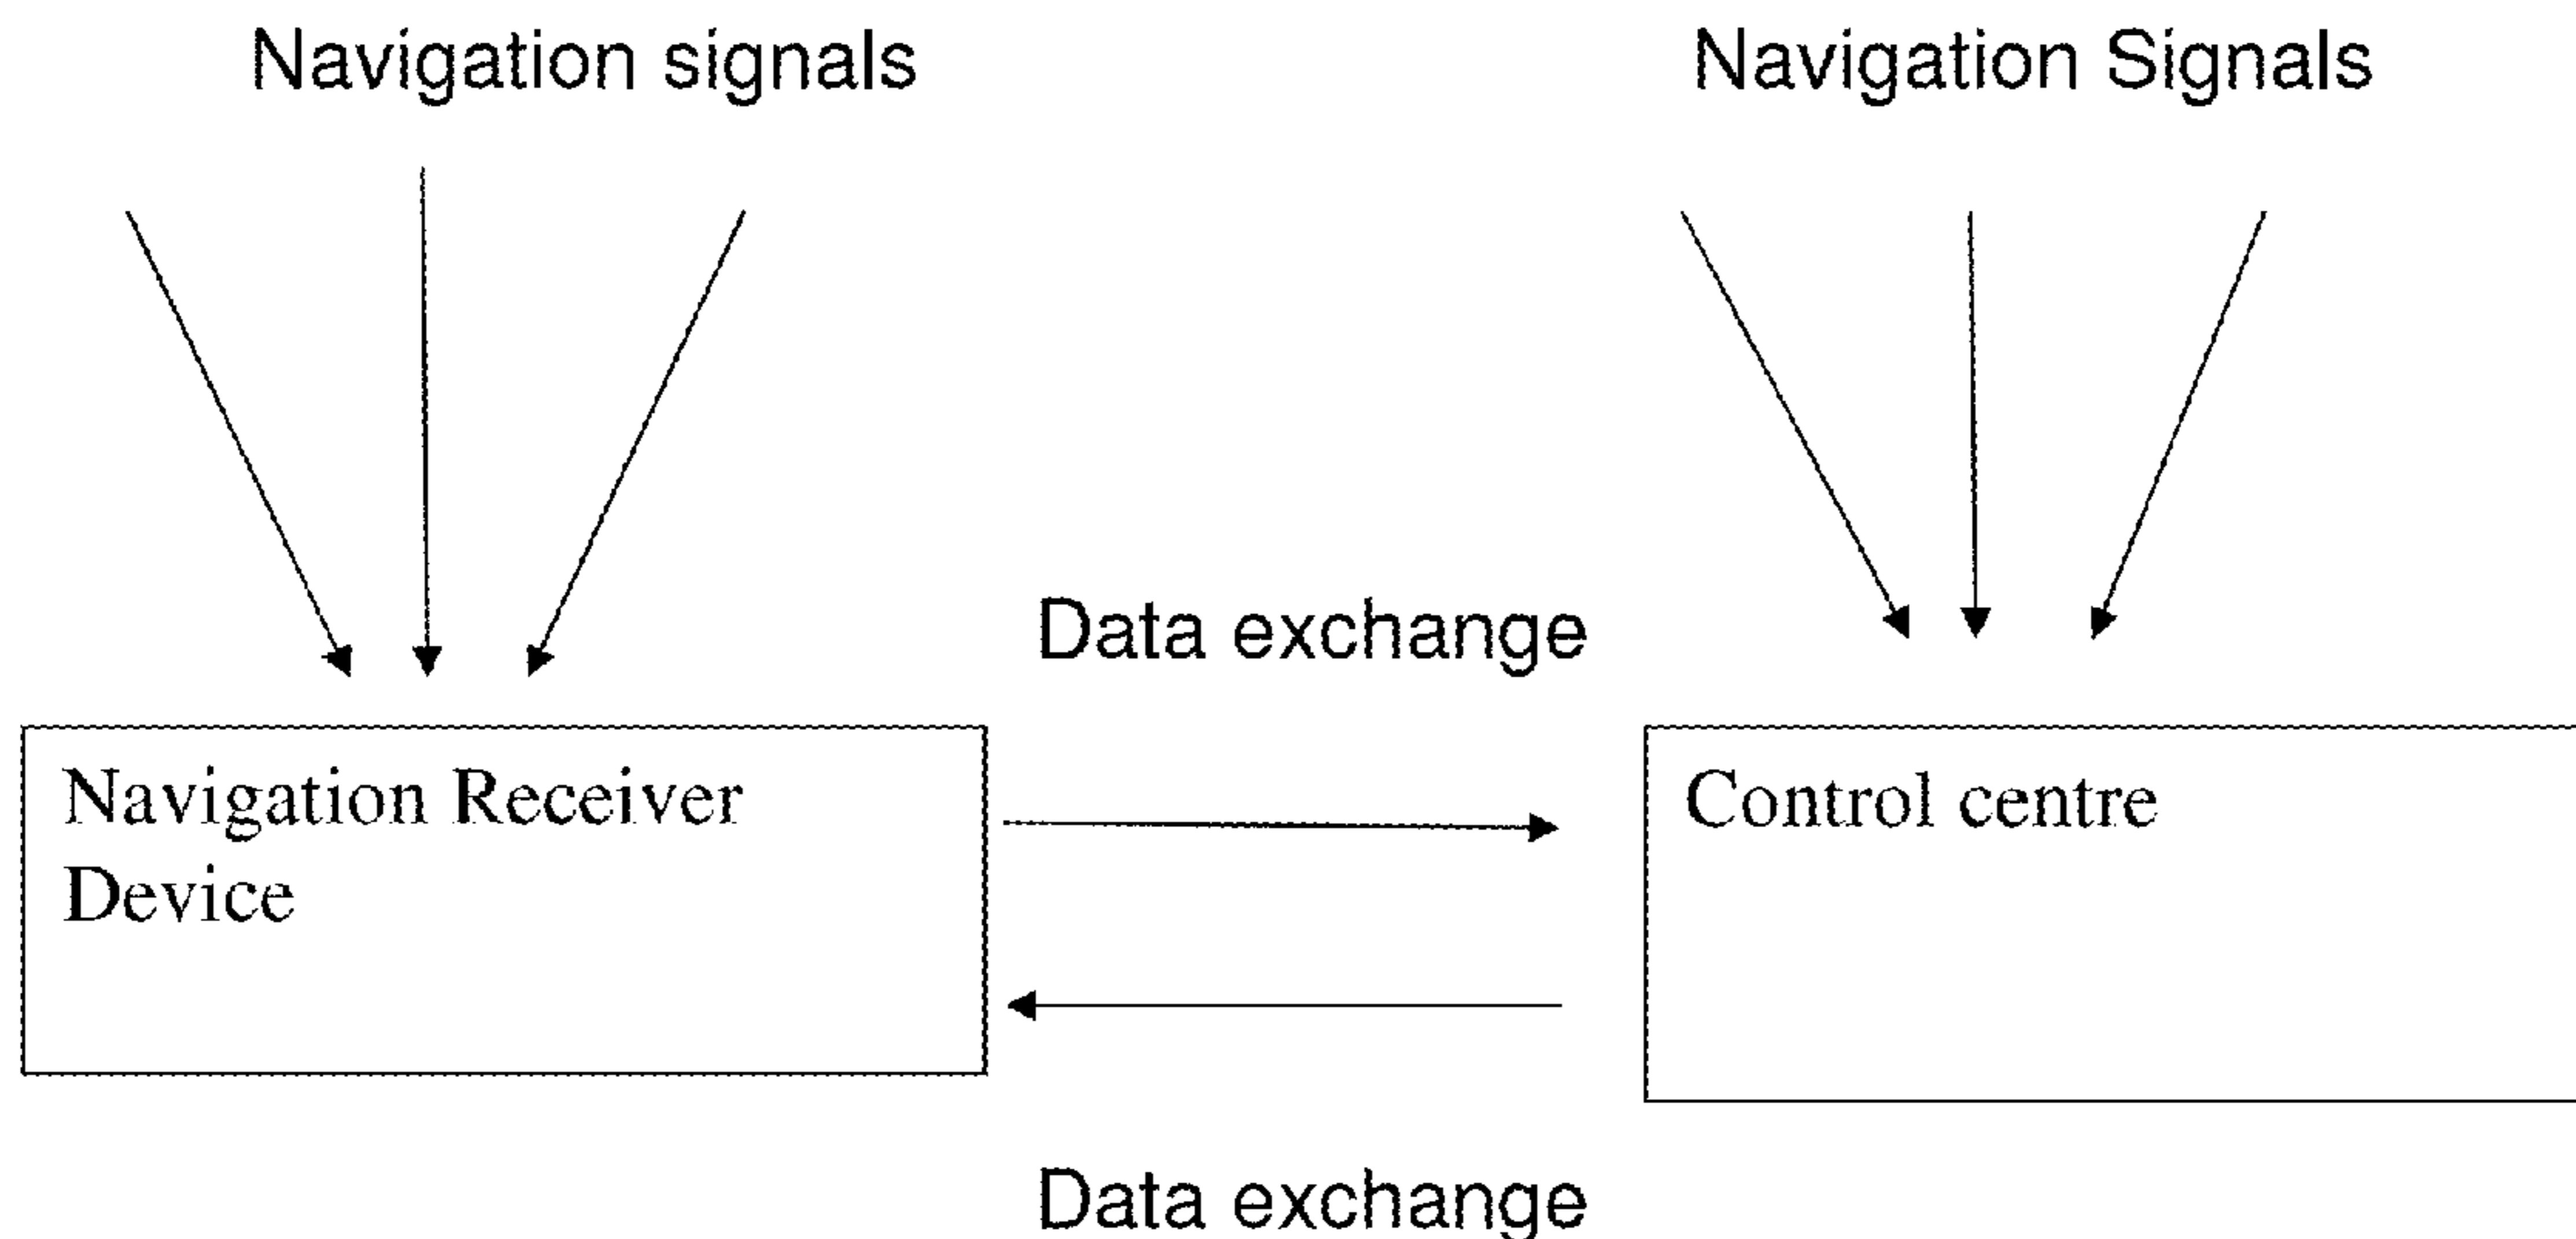 Navigation signals
Navigation Signals
Data exchange
Navigation Receiver
Device
Control centre
Data exchange